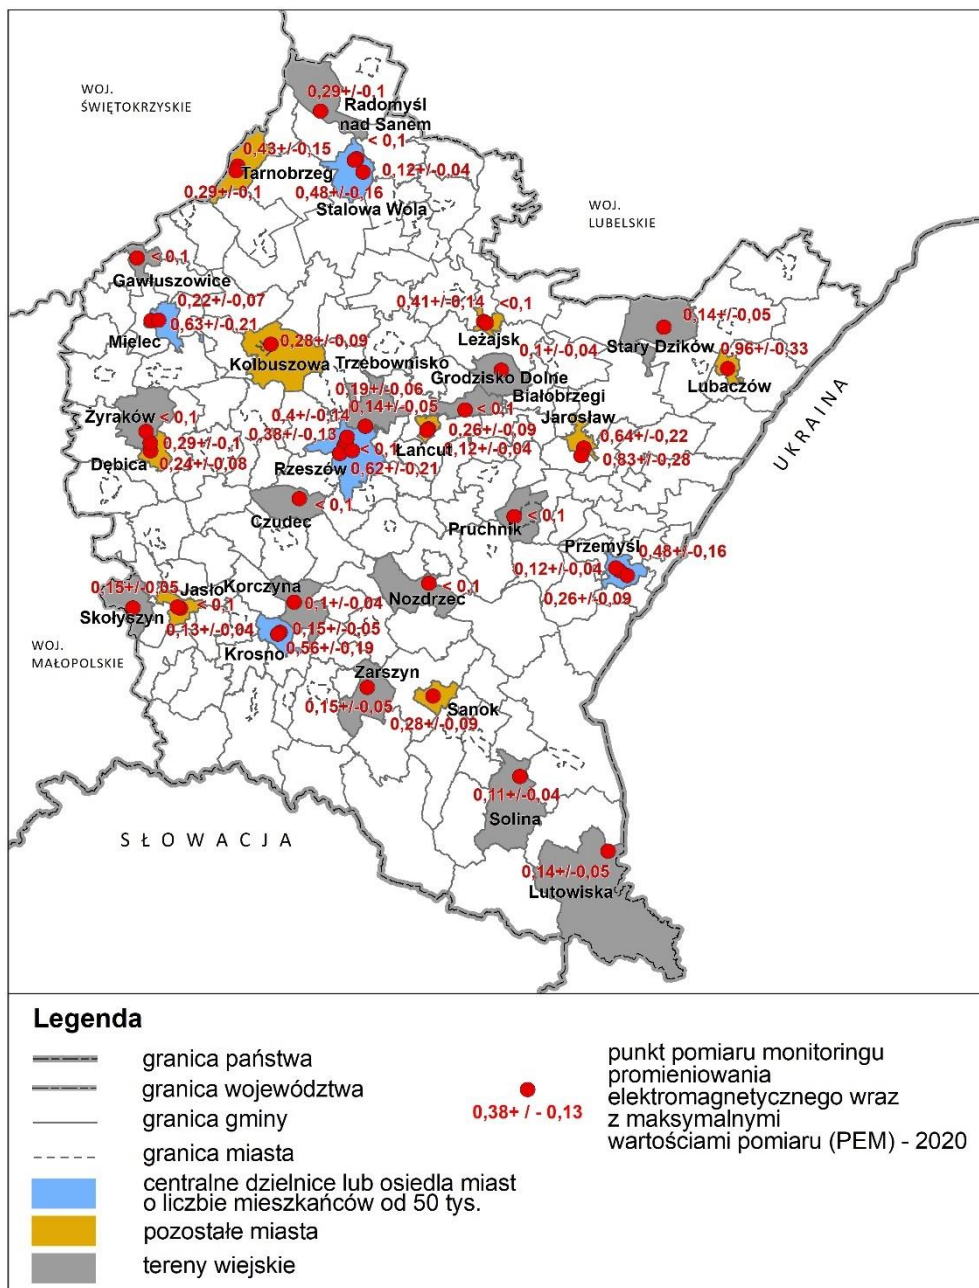 WOJ.
ŚWIĘTOKRZYSKIE
0,29+/-0,1
Radomyśl
nad Sanem
< 0,1
0,43+/-0,15
Tarnobrzeg
0,12+/-0,04
0,29+/-0,1
0,48+/-0,16
Stalowa Wola
WOJ.
LUBELSKIE
< 0,1
Gawłuszowice
0,22+/-0,07
0,63+/-0,21
Mielec
0,28+/-0,09
Kolbuszowa
0,41+/-0,14
<0,1
Leżajsk
0,14+/-0,05
Stary Dzików
0,96+/-0,33
Lubaczów
Trzebownisko
0,1+/-0,04
Grodzisko Dolne
0,19+/-0,06
Białobrzegi
Żyraków
< 0,1
0,4+/-0,14
0,14+/-0,05
< 0,1
Jarosław
0,29+/-0,1
0,38+/-0,13
0,26+/-0,09
0,64+/-0,22
Dębica
0,24+/-0,08
Rzeszów
< 0,1
Łańcut
0,12+/-0,04
0,83+/-0,28
0,62+/-0,21
UKRAINA
< 0,1
Czudec
Pruchnik
< 0,1
Przemyśl
0,48+/-0,16
0,12+/-0,04
0,26+/-0,09
0,15+/-0,05
Jasło
Korczyna
Nozdrzec
< 0,1
Skołyszyn
< 0,1
0,1+/-0,04
0,13+/-0,04
0,15+/-0,05
WOJ.
MAŁOPOLSKIE
Krosno
0,56+/-0,19
Zarszyn
0,15+/-0,05
Sanok
0,28+/-0,09
0,11+/-0,04
Solina
SŁOWACJA
0,14+/-0,05
Lutowiska
Legenda
granica państwa
granica województwa
granica gminy
granica miasta
centralne dzielnice lub osiedla miast
o liczbie mieszkańców od 50 tys.
pozostałe miasta
tereny wiejskie
0,38+ / - 0,13
punkt pomiaru monitoringu
promieniowania
elektromagnetycznego wraz
z maksymalnymi
wartościami pomiaru (PEM) - 2020